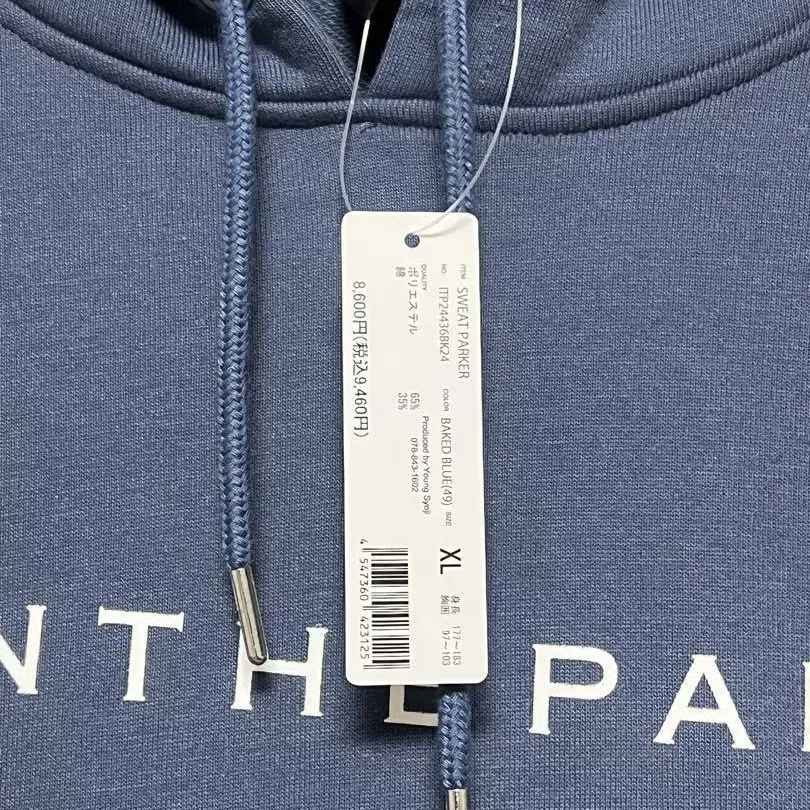 ITEM SWEAT PARKER
NO. ITP24436BK24 COLOR BAKED BLUE(49) SIZE XL 身長 177～183
胸囲 97～103
QUALITY
ポリエステル 65%
綿 35%
Produced by Young Syoji
078-843-1602
8,600円(税込9,460円)
4 547360 423125
N THE PA